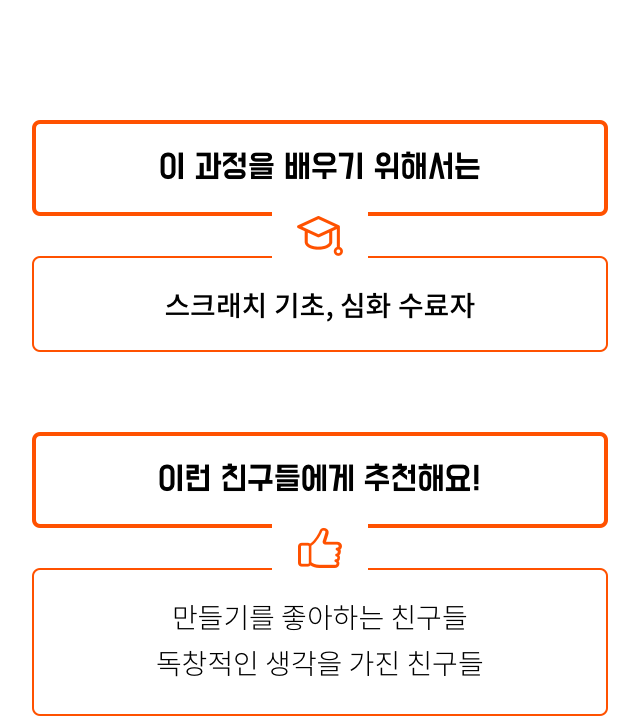 이 과정을 배우기 위해서는
스크래치 기초, 심화 수료자
이런 친구들에게 추천해요!
만들기를 좋아하는 친구들
독창적인 생각을 가진 친구들